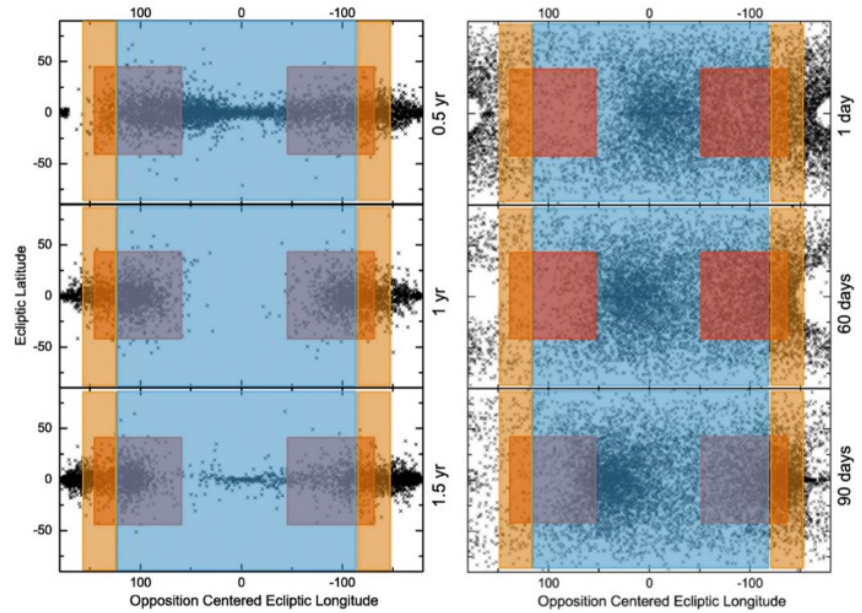 100 0 -100 100 0 -100
50
0
-50
0.5 yr
1 day
50
0
-50
Ecliptic Latitude
1 yr
60 days
50
0
-50
1.5 yr
90 days
100 0 -100 100 0 -100
Opposition Centered Ecliptic Longitude Opposition Centered Ecliptic Longitude